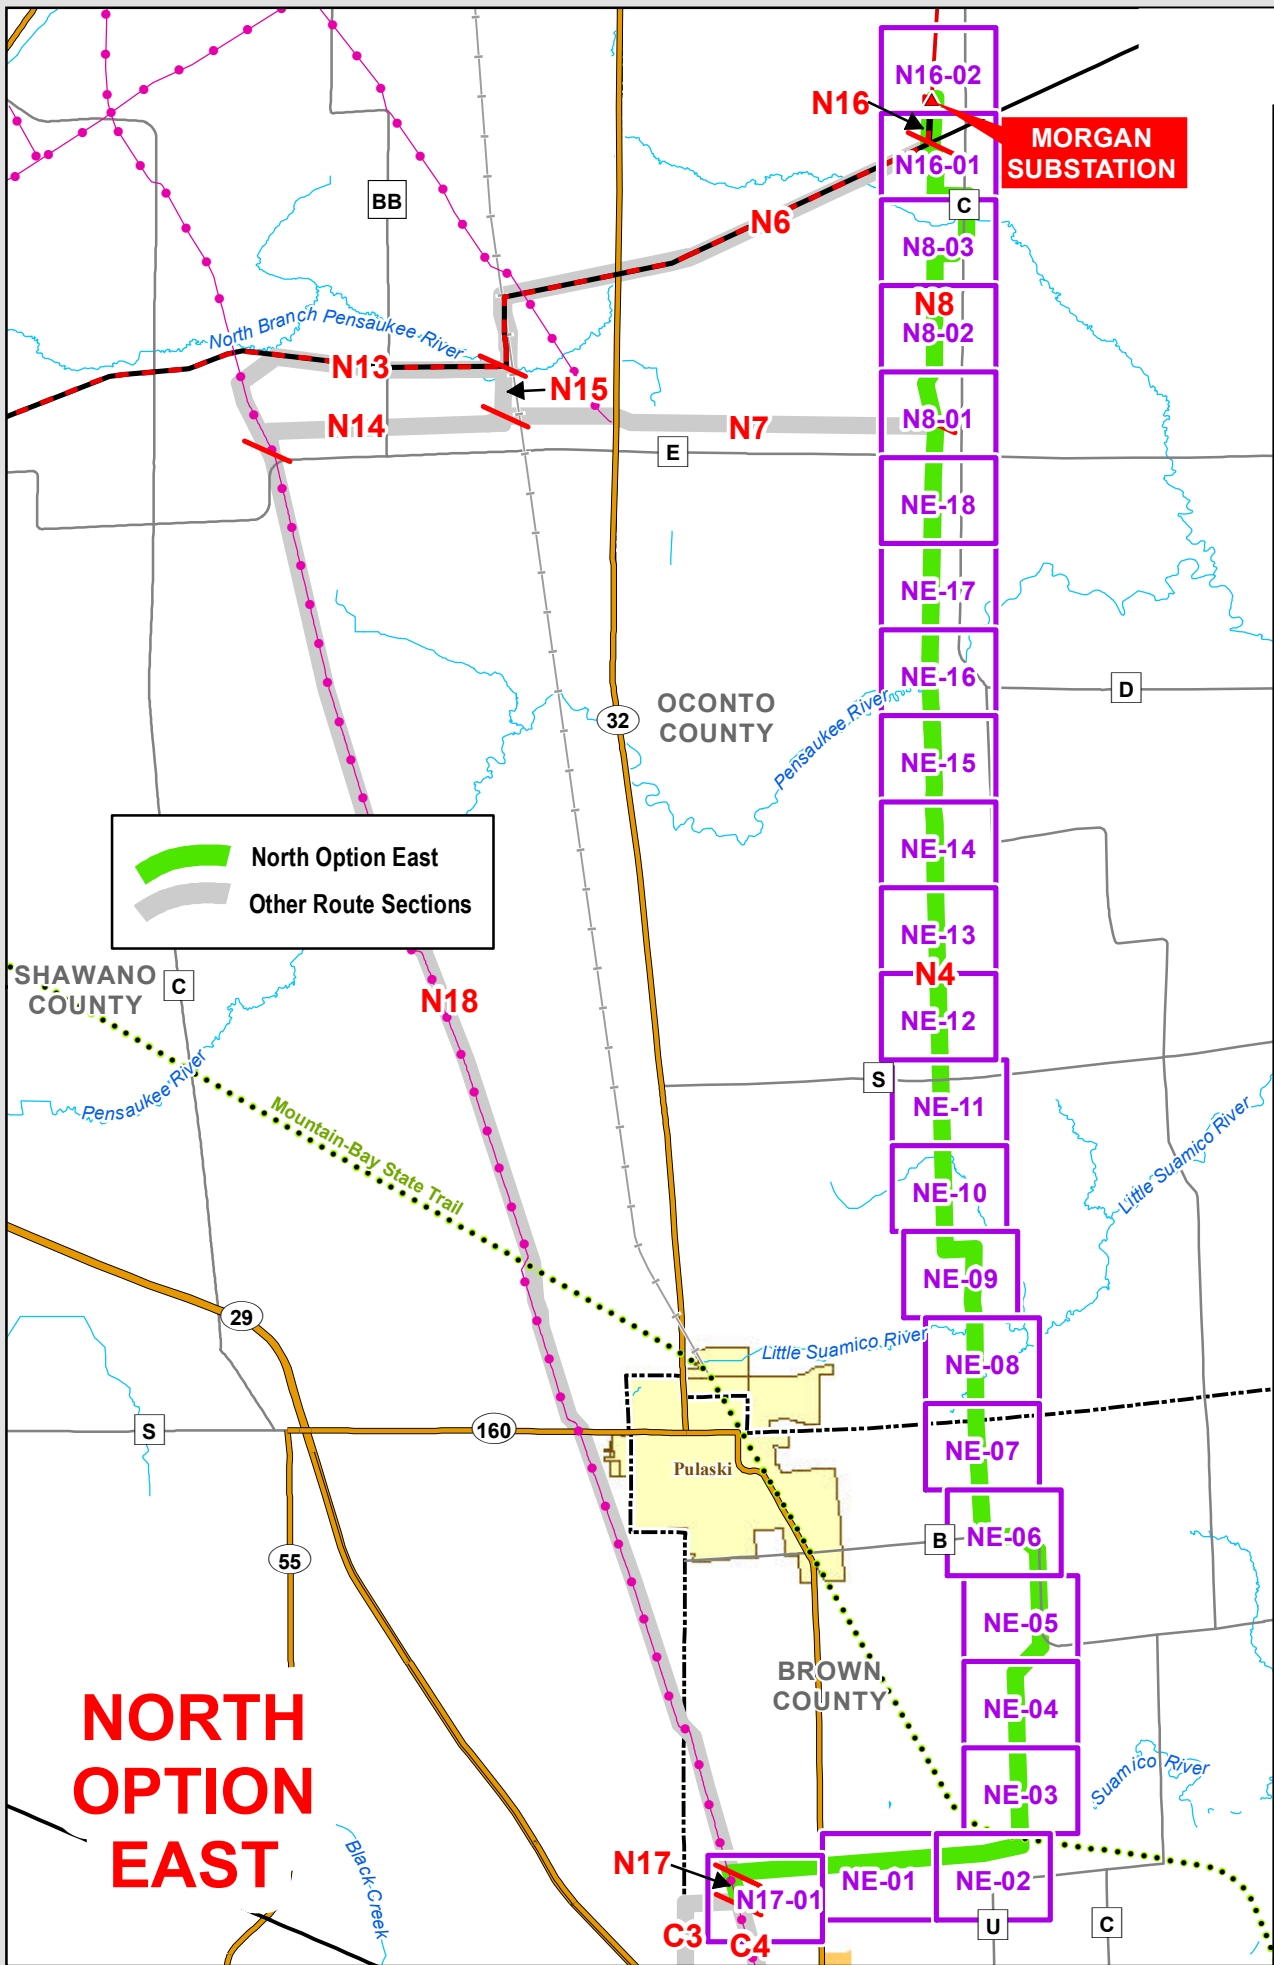 N16-02
N16
MORGAN
SUBSTATION
N16-01
BB
C
N6
N8-03
N8
N8-02
North Branch Pensaukee River
N13
N15
N14
N7
N8-01
E
NE-18
NE-17
NE-16
D
OCONTO
COUNTY
32
Pensaukee River
NE-15
North Option East
Other Route Sections
NE-14
NE-13
N4
SHAWANO
COUNTY
C
N18
NE-12
S
Pensaukee River
Mountain-Bay State Trail
NE-11
Little Suamico River
NE-10
NE-09
29
Little Suamico River
NE-08
S
160
Pulaski
NE-07
B
NE-06
55
NE-05
BROWN
COUNTY
NE-04
NORTH
OPTION
EAST
NE-03
Suamico River
Black Creek
N17
N17-01
NE-01
NE-02
C3
C4
U
C